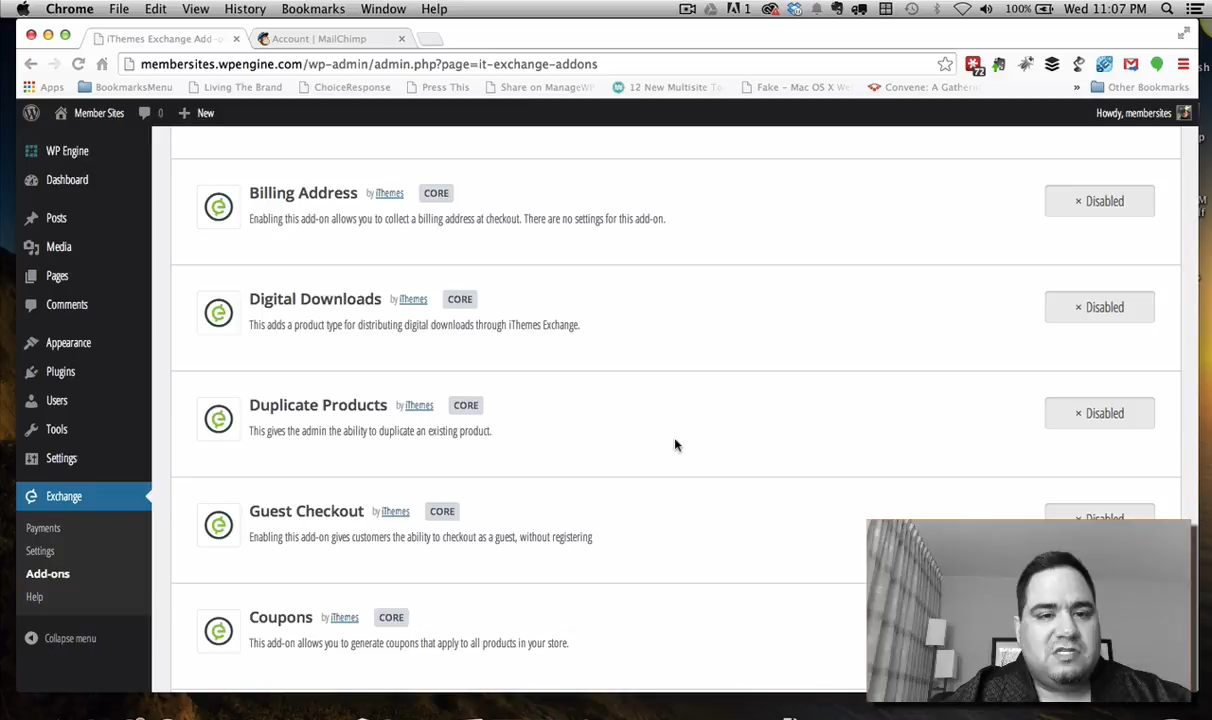 Chrome File Edit View History Bookmarks Window Help 1 100% Wed 11:07 PM
iThemes Exchange Add-o Account | MailChimp
membersites.wpengine.com/wp-admin/admin.php?page=it-exchange-addons 72
Apps BookmarksMenu Living The Brand ChoiceResponse Press This Share on ManageWP 12 New Multisite To Fake – Mac OS X W Convene: A Gatheri » Other Bookmarks
Member Sites 0 New Howdy, membersites
WP Engine
Dashboard
Posts
Media
Pages
Comments
Appearance
Plugins
Users
Tools
Settings
Exchange
Payments
Settings
Add-ons
Help
Collapse menu
Billing Address by iThemes CORE
Enabling this add-on allows you to collect a billing address at checkout. There are no settings for this add-on.
× Disabled
Digital Downloads by iThemes CORE
This adds a product type for distributing digital downloads through iThemes Exchange.
× Disabled
Duplicate Products by iThemes CORE
This gives the admin the ability to duplicate an existing product.
× Disabled
Guest Checkout by iThemes CORE
Enabling this add-on gives customers the ability to checkout as a guest, without registering
× Disabled
Coupons by iThemes CORE
This add-on allows you to generate coupons that apply to all products in your store.